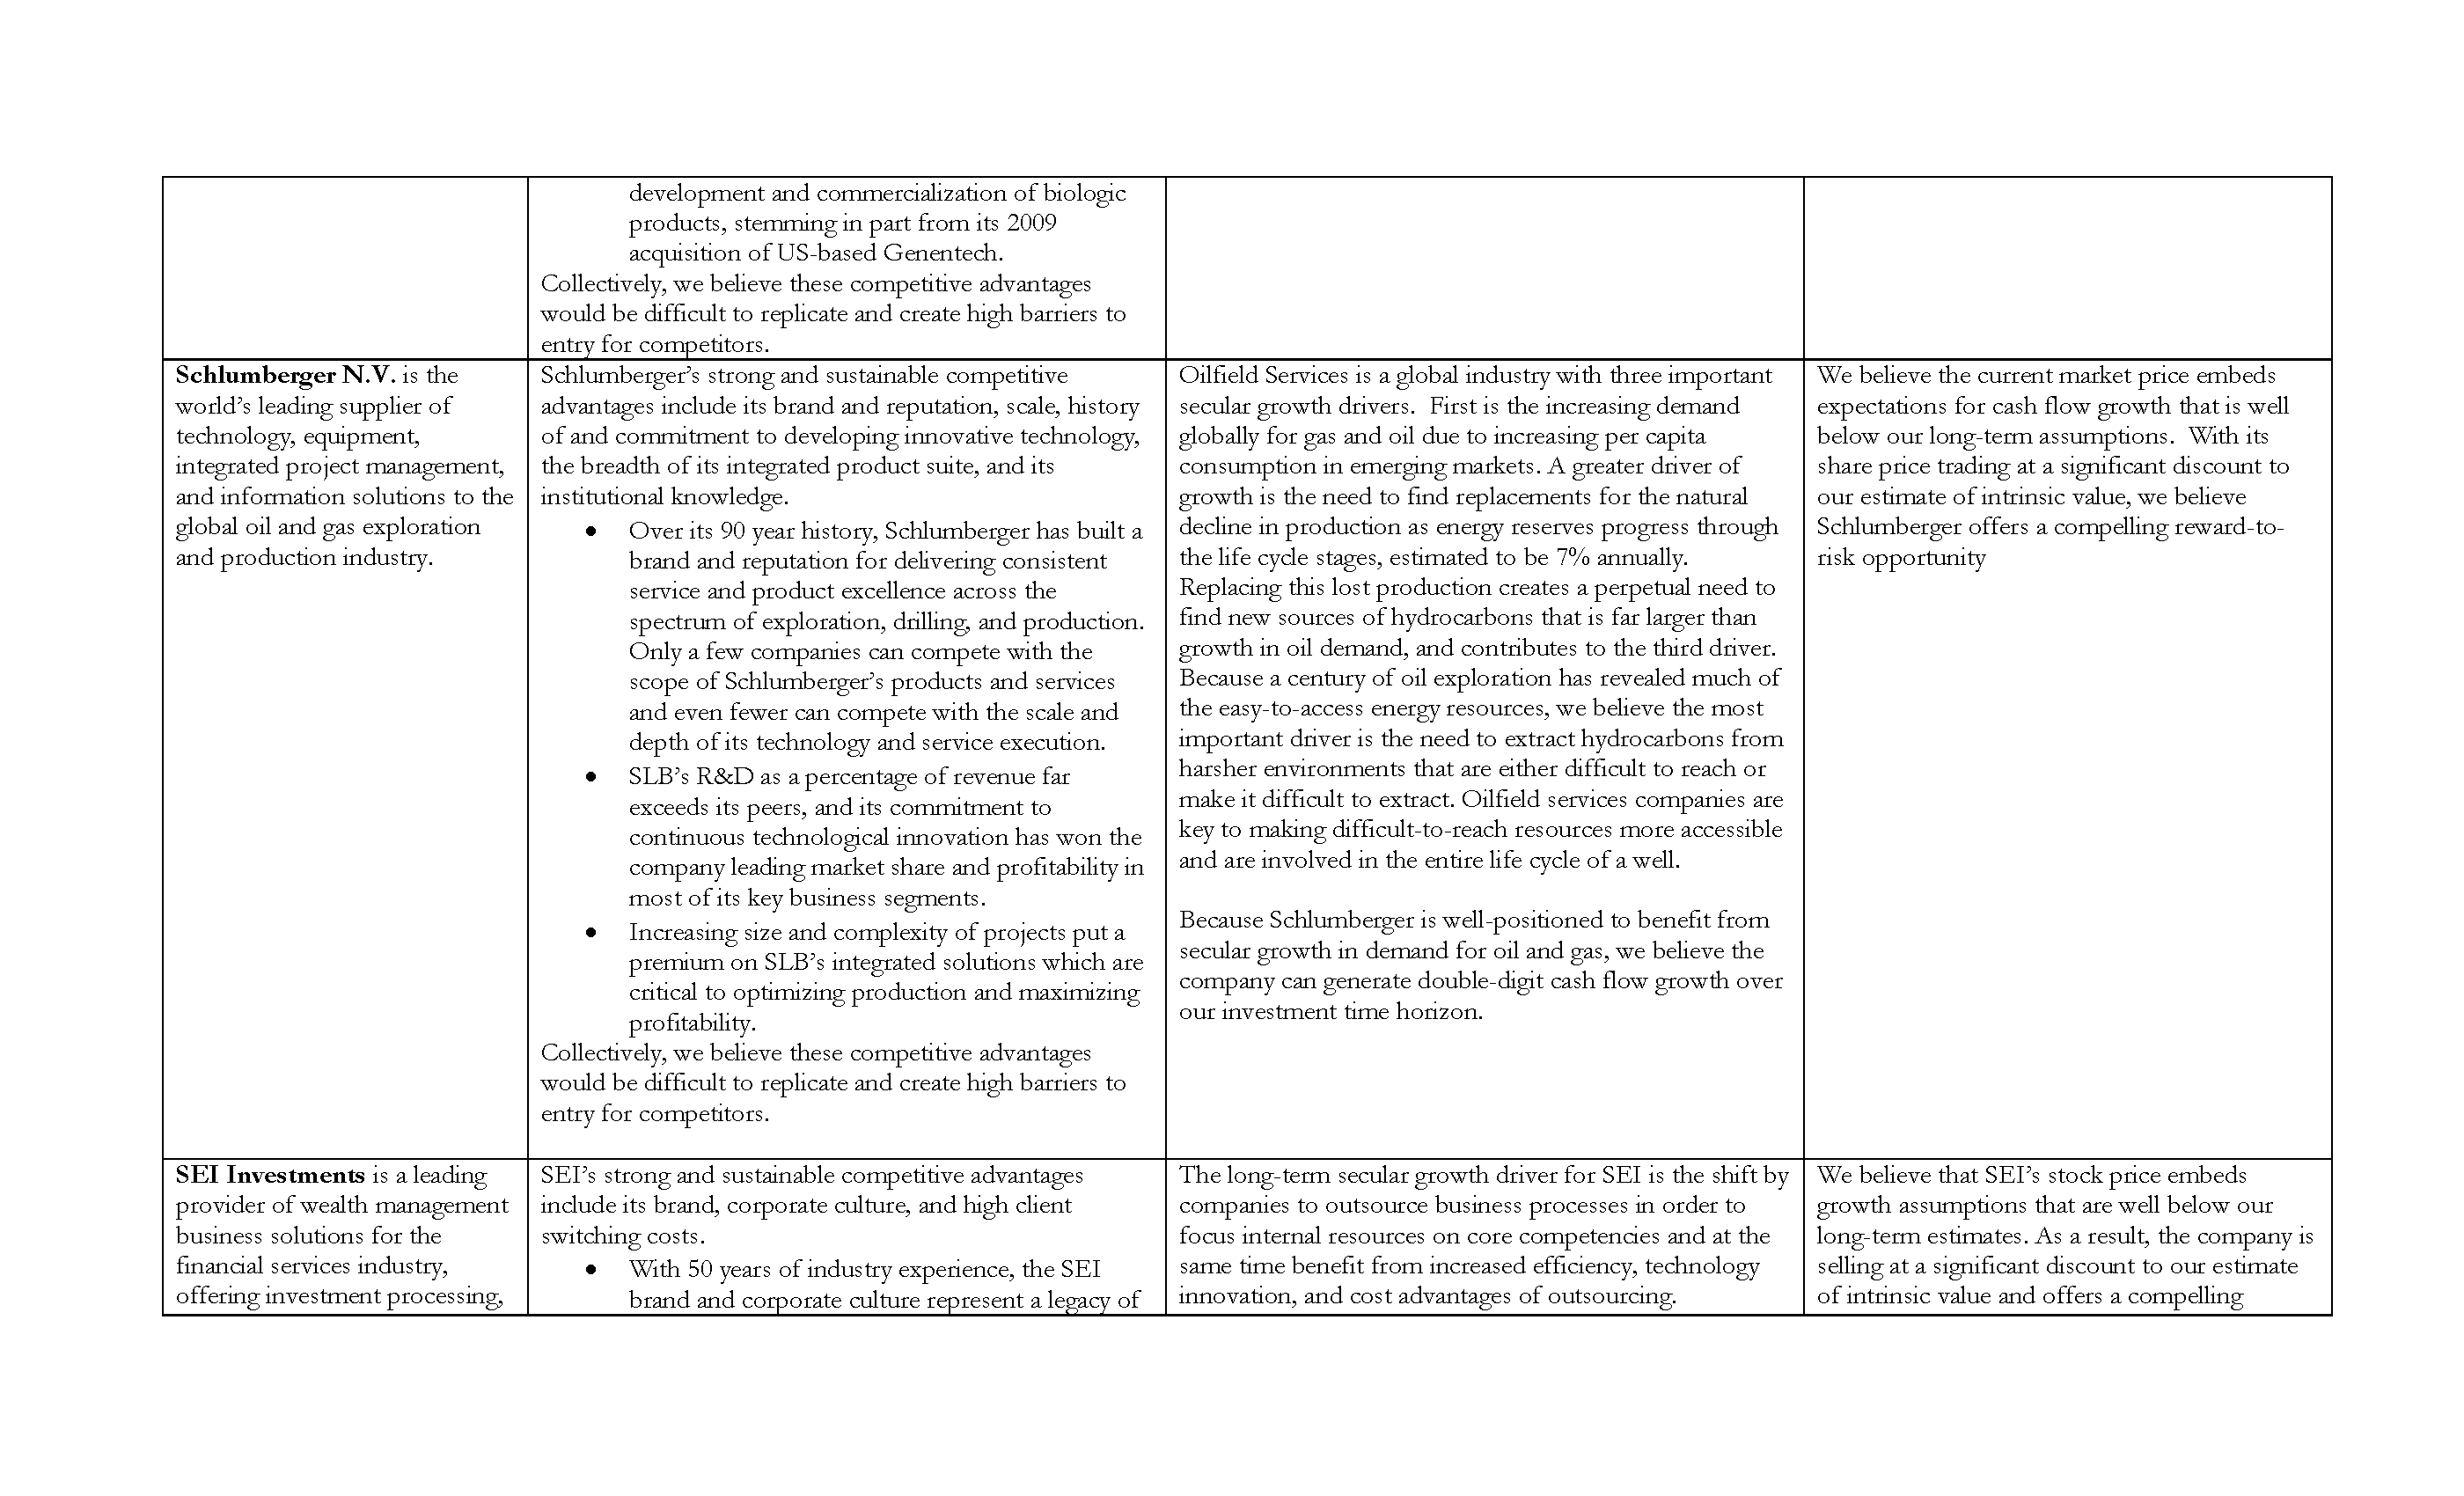 development and commercialization of biologic
products, stemming in part from its 2009
acquisition of US-based Genentech.
Collectively, we believe these competitive advantages
would be difficult to replicate and create high barriers to
entry for competitors.
Schlumberger N.V. is the
world’s leading supplier of
technology, equipment,
integrated project management,
and information solutions to the
global oil and gas exploration
and production industry.
Schlumberger’s strong and sustainable competitive
advantages include its brand and reputation, scale, history
of and commitment to developing innovative technology,
the breadth of its integrated product suite, and its
institutional knowledge.
• Over its 90 year history, Schlumberger has built a
brand and reputation for delivering consistent
service and product excellence across the
spectrum of exploration, drilling, and production.
Only a few companies can compete with the
scope of Schlumberger’s products and services
and even fewer can compete with the scale and
depth of its technology and service execution.
• SLB’s R&D as a percentage of revenue far
exceeds its peers, and its commitment to
continuous technological innovation has won the
company leading market share and profitability in
most of its key business segments.
• Increasing size and complexity of projects put a
premium on SLB’s integrated solutions which are
critical to optimizing production and maximizing
profitability.
Collectively, we believe these competitive advantages
would be difficult to replicate and create high barriers to
entry for competitors.
Oilfield Services is a global industry with three important
secular growth drivers.  First is the increasing demand
globally for gas and oil due to increasing per capita
consumption in emerging markets. A greater driver of
growth is the need to find replacements for the natural
decline in production as energy reserves progress through
the life cycle stages, estimated to be 7% annually.
Replacing this lost production creates a perpetual need to
find new sources of hydrocarbons that is far larger than
growth in oil demand, and contributes to the third driver.
Because a century of oil exploration has revealed much of
the easy-to-access energy resources, we believe the most
important driver is the need to extract hydrocarbons from
harsher environments that are either difficult to reach or
make it difficult to extract. Oilfield services companies are
key to making difficult-to-reach resources more accessible
and are involved in the entire life cycle of a well.
Because Schlumberger is well-positioned to benefit from
secular growth in demand for oil and gas, we believe the
company can generate double-digit cash flow growth over
our investment time horizon.
We believe the current market price embeds
expectations for cash flow growth that is well
below our long-term assumptions.  With its
share price trading at a significant discount to
our estimate of intrinsic value, we believe
Schlumberger offers a compelling reward-to-
risk opportunity
SEI Investments is a leading
provider of wealth management
business solutions for the
financial services industry,
offering investment processing,
SEI’s strong and sustainable competitive advantages
include its brand, corporate culture, and high client
switching costs.
• With 50 years of industry experience, the SEI
brand and corporate culture represent a legacy of
The long-term secular growth driver for SEI is the shift by
companies to outsource business processes in order to
focus internal resources on core competencies and at the
same time benefit from increased efficiency, technology
innovation, and cost advantages of outsourcing.
We believe that SEI’s stock price embeds
growth assumptions that are well below our
long-term estimates. As a result, the company is
selling at a significant discount to our estimate
of intrinsic value and offers a compelling